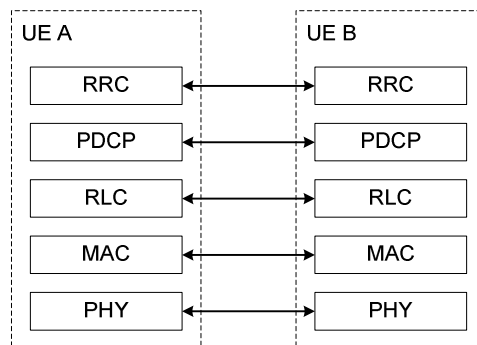 UE A UE B
RRC RRC
PDCP PDCP
RLC RLC
MAC MAC
PHY PHY